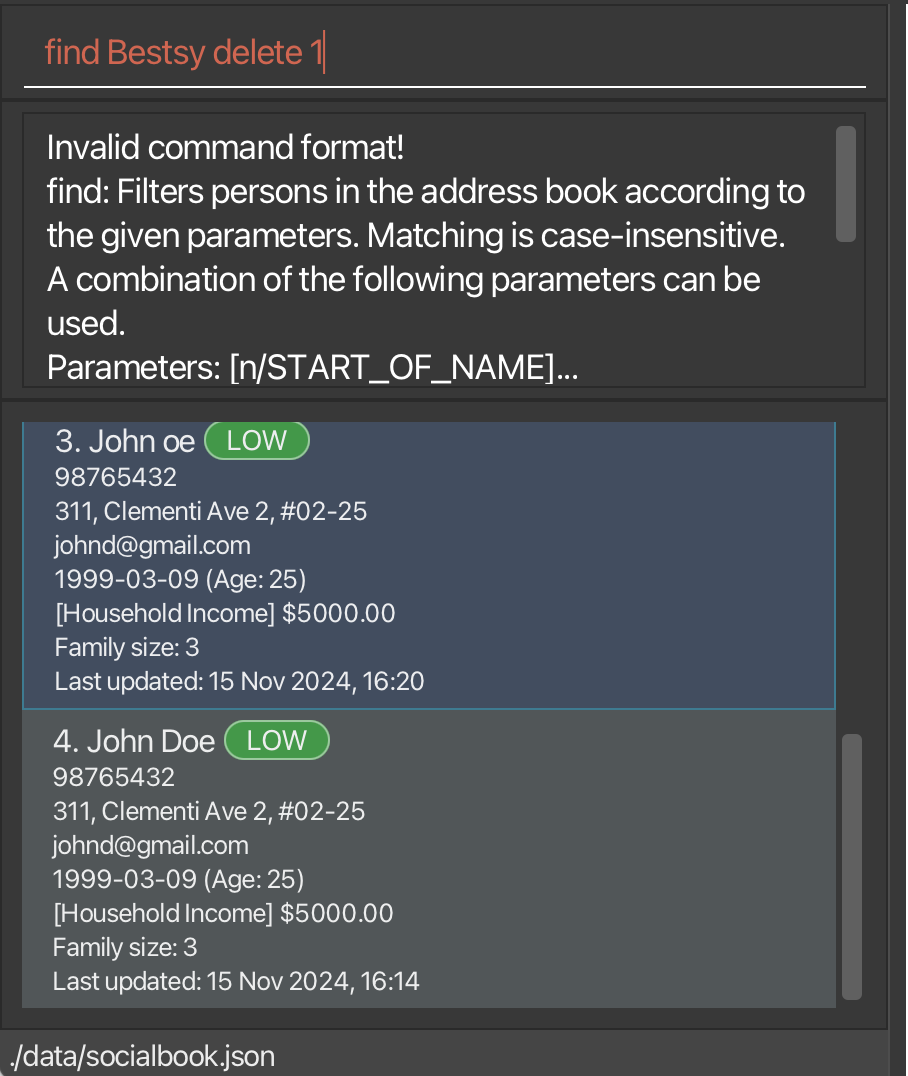 find Bestsy delete 1
Invalid command format!
find: Filters persons in the address book according to
the given parameters. Matching is case-insensitive.
A combination of the following parameters can be
used.
Parameters: [n/START_OF_NAME]...
3. John oe LOW
98765432
311, Clementi Ave 2, #02-25
johnd@gmail.com
1999-03-09 (Age: 25)
[Household Income] $5000.00
Family size: 3
Last updated: 15 Nov 2024, 16:20
4. John Doe LOW
98765432
311, Clementi Ave 2, #02-25
johnd@gmail.com
1999-03-09 (Age: 25)
[Household Income] $5000.00
Family size: 3
Last updated: 15 Nov 2024, 16:14
./data/socialbook.json